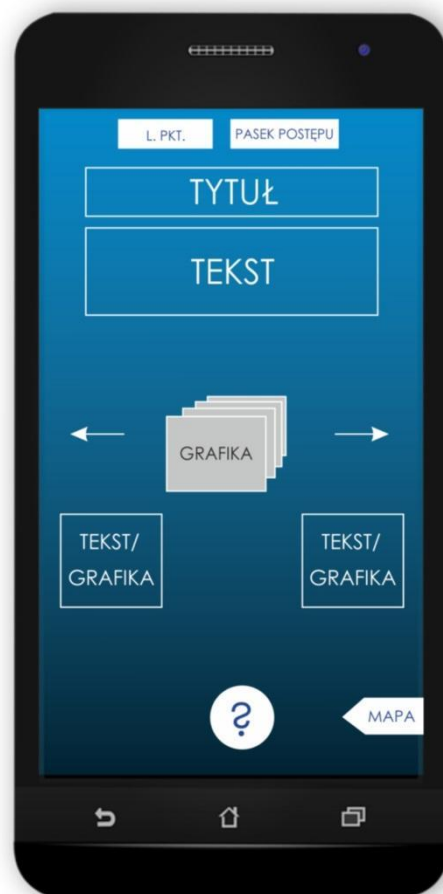 L. PKT.
PASEK POSTĘPU
TYTUŁ
TEKST
GRAFIKA
TEKST/
GRAFIKA
TEKST/
GRAFIKA
?
MAPA